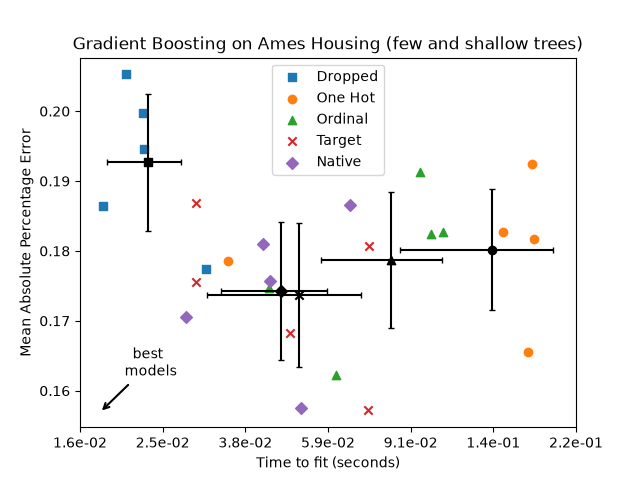 Gradient Boosting on Ames Housing (few and shallow trees)
Dropped
One Hot
Ordinal
Target
Native
Mean Absolute Percentage Error
0.20
0.19
0.18
0.17
0.16
best
models
1.6e-02 2.5e-02 3.8e-02 5.9e-02 9.1e-02 1.4e-01 2.2e-01
Time to fit (seconds)